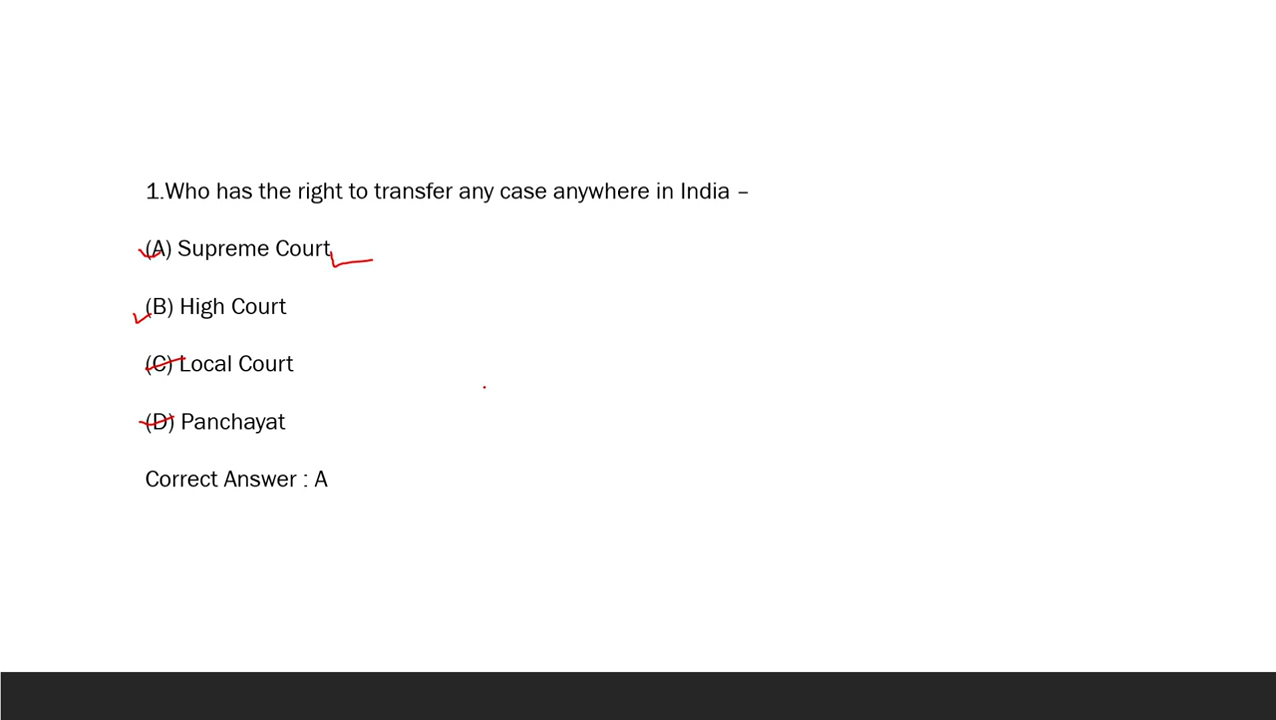 1.Who has the right to transfer any case anywhere in India –
(A) Supreme Court
(B) High Court
(C) Local Court
(D) Panchayat
Correct Answer : A